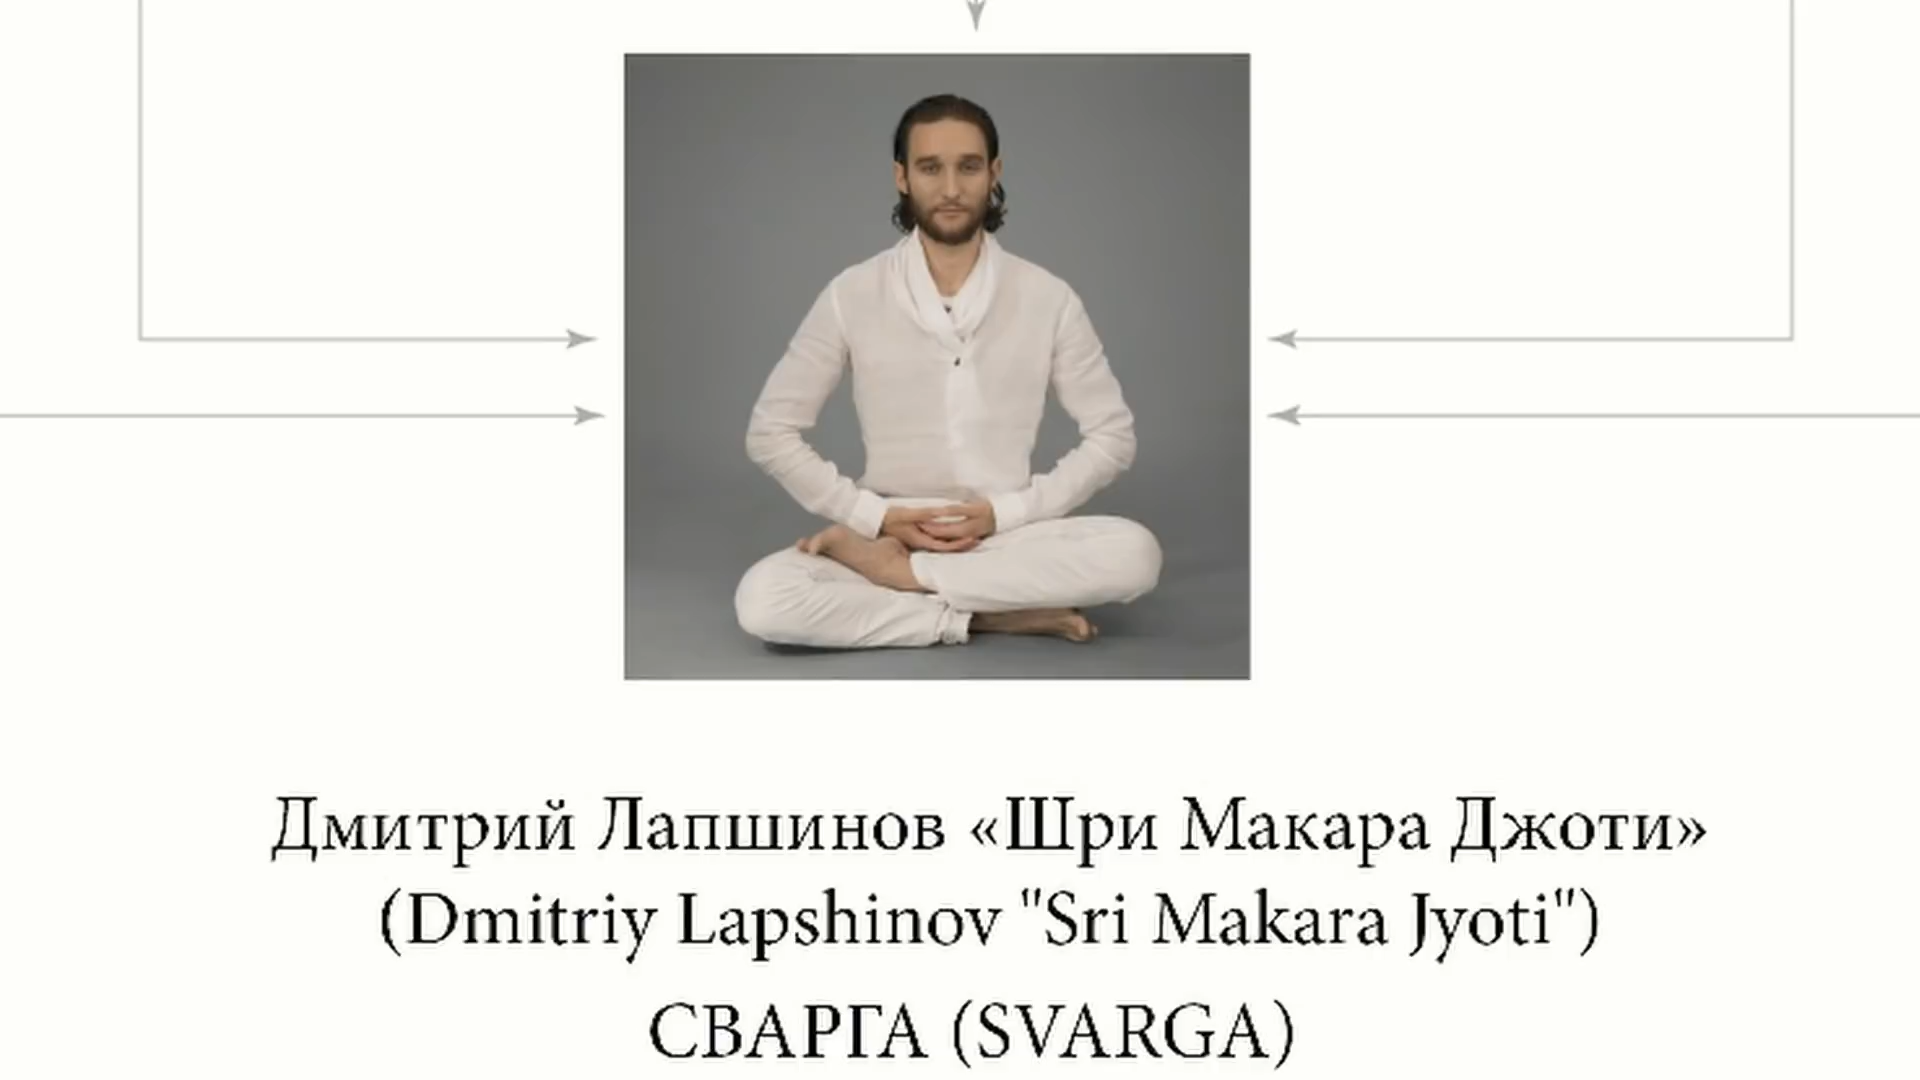 Дмитрий Лапшинов «Шри Макара Джоти»
(Dmitriy Lapshinov "Sri Makara Jyoti")
СВАРГА (SVARGA)